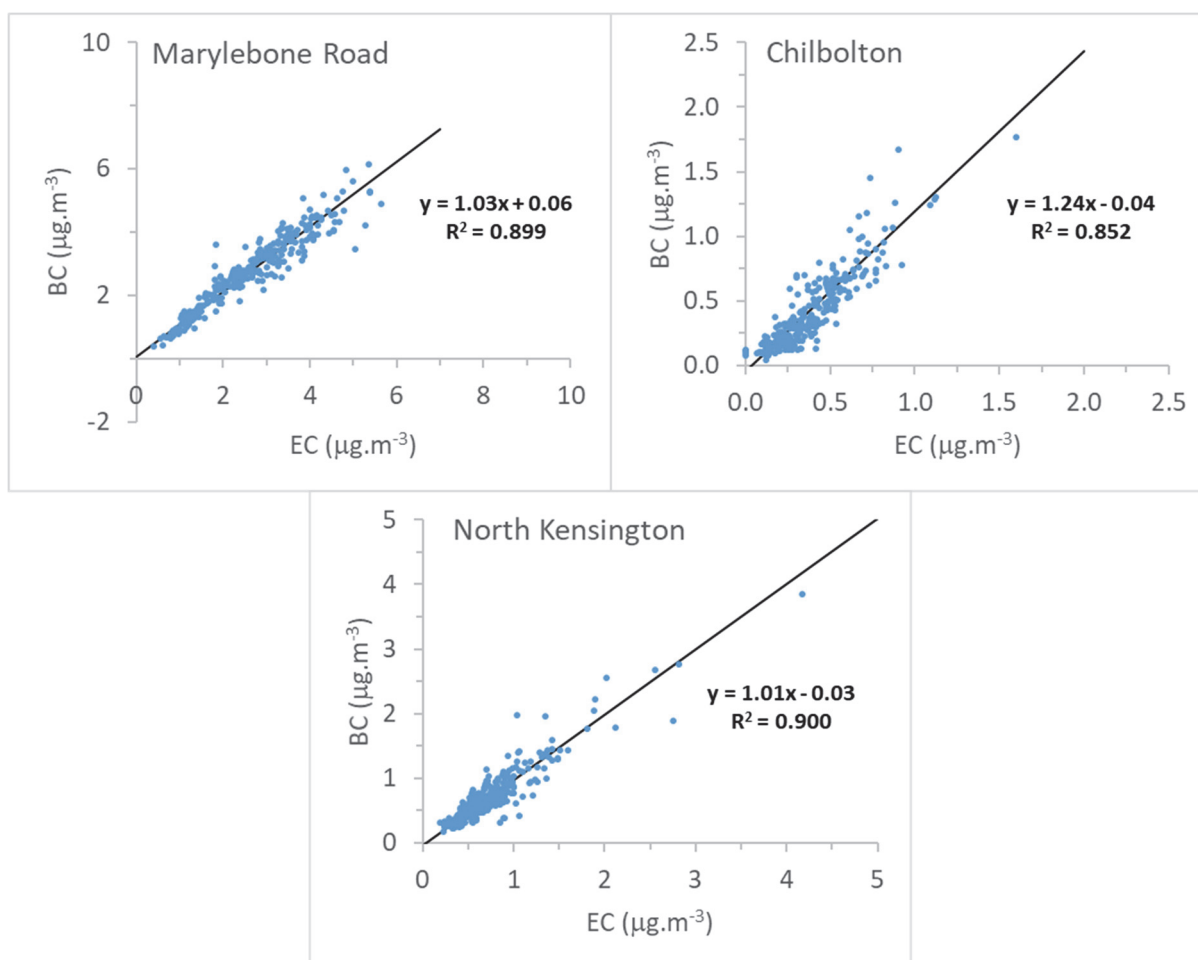 Marylebone Road
10
6
2
-2
BC (µg.m⁻³)
y = 1.03x + 0.06
R² = 0.899
0 2 4 6 8 10
EC (µg.m⁻³)
Chilbolton
2.5
2.0
1.5
1.0
0.5
0.0
BC (µg.m⁻³)
y = 1.24x - 0.04
R² = 0.852
0.0 0.5 1.0 1.5 2.0 2.5
EC (µg.m⁻³)
North Kensington
5
4
3
2
1
0
BC (µg.m⁻³)
y = 1.01x - 0.03
R² = 0.900
0 1 2 3 4 5
EC (µg.m⁻³)